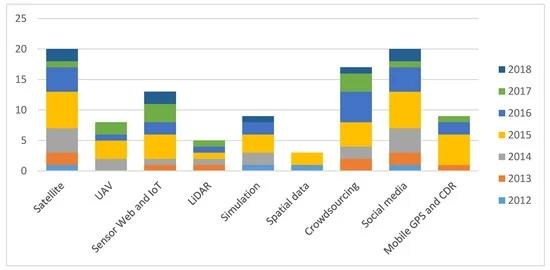 25
20
15
10
5
0
Satellite
UAV
Sensor Web and IoT
LiDAR
Simulation
Spatial data
Crowdsourcing
Social media
Mobile GPS and CDR
2018
2017
2016
2015
2014
2013
2012